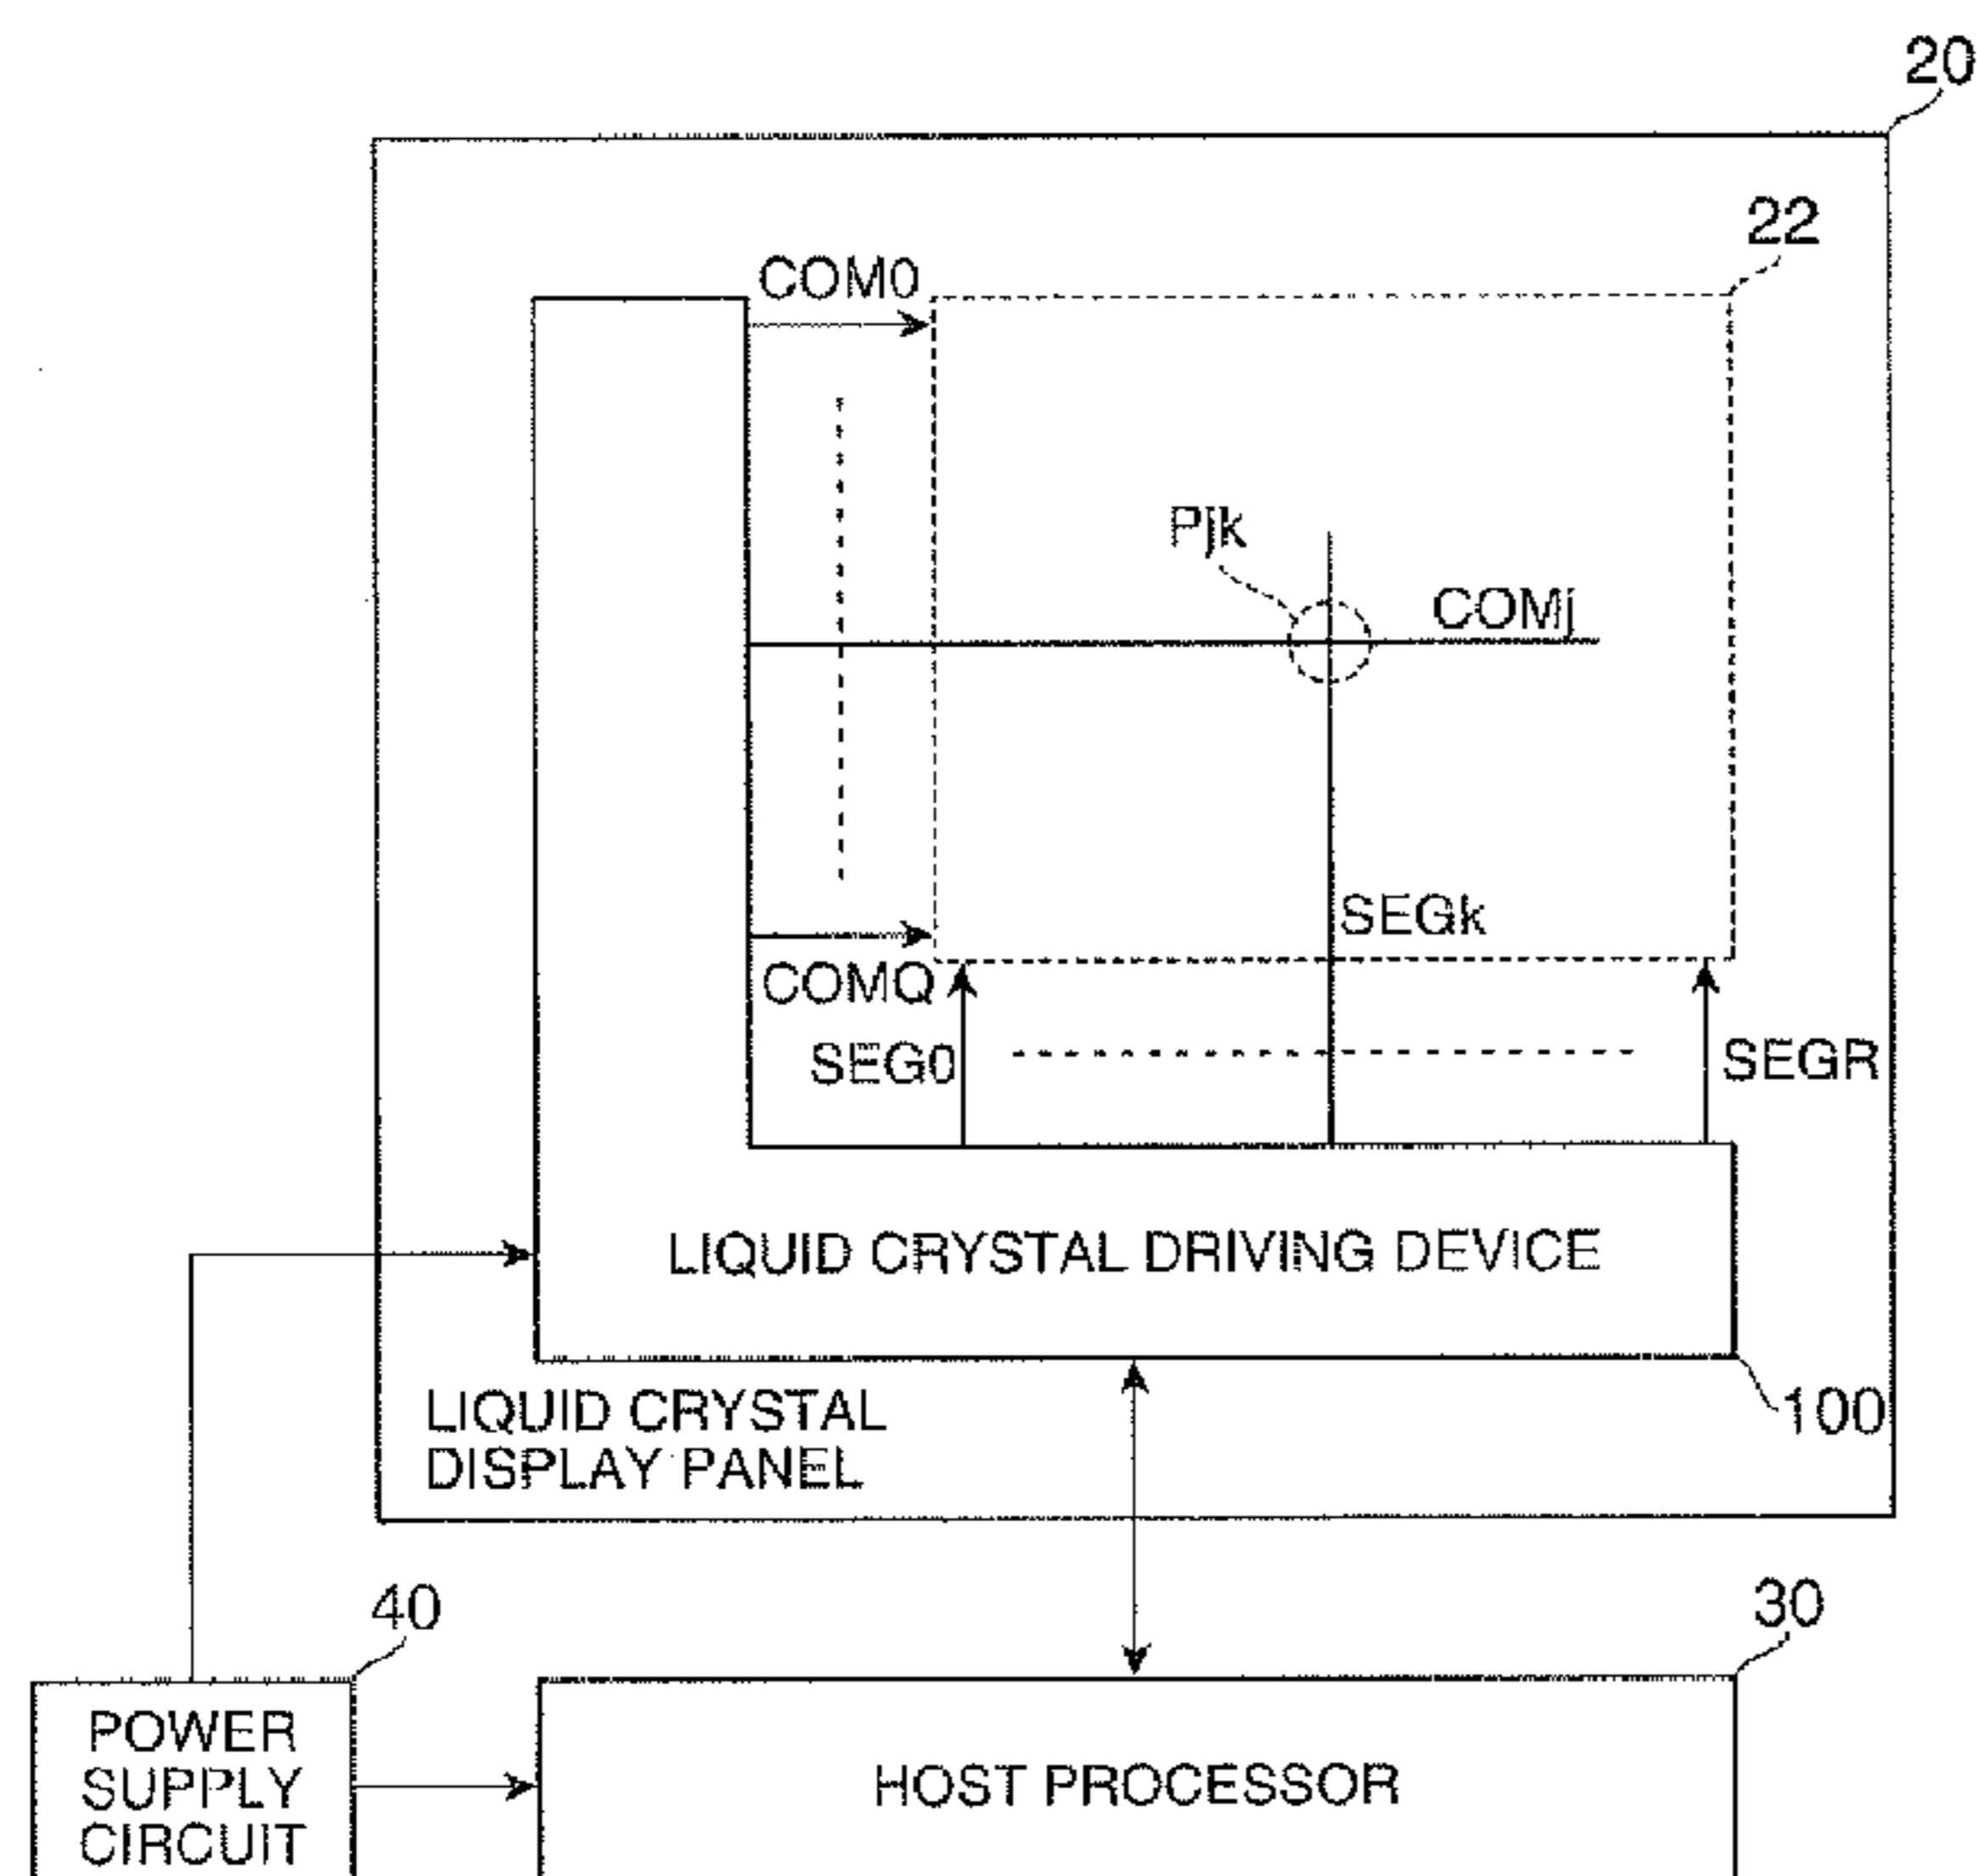 20
22
COM0
Pjk
COMj
SEGk
COMQ
SEG0
SEGR
LIQUID CRYSTAL DRIVING DEVICE
100
LIQUID CRYSTAL
DISPLAY PANEL
40
30
POWER
SUPPLY
CIRCUIT
HOST PROCESSOR